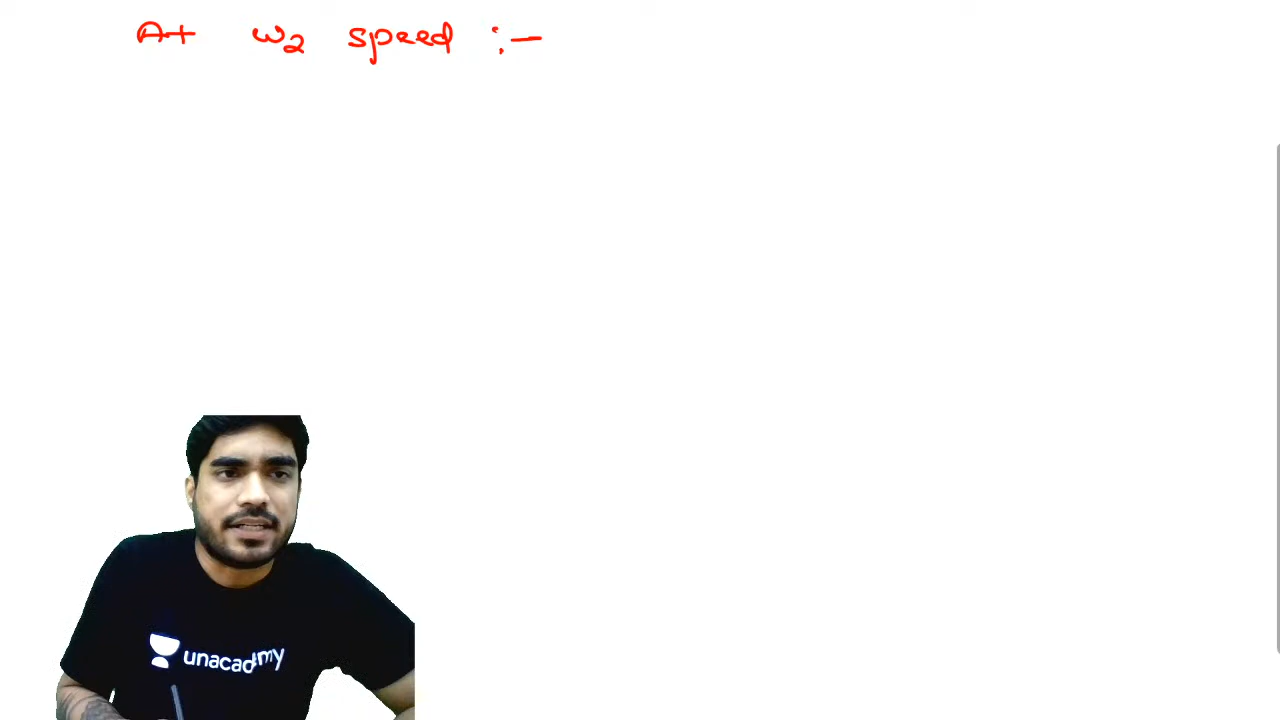 At ω2 speed :-
unacademy